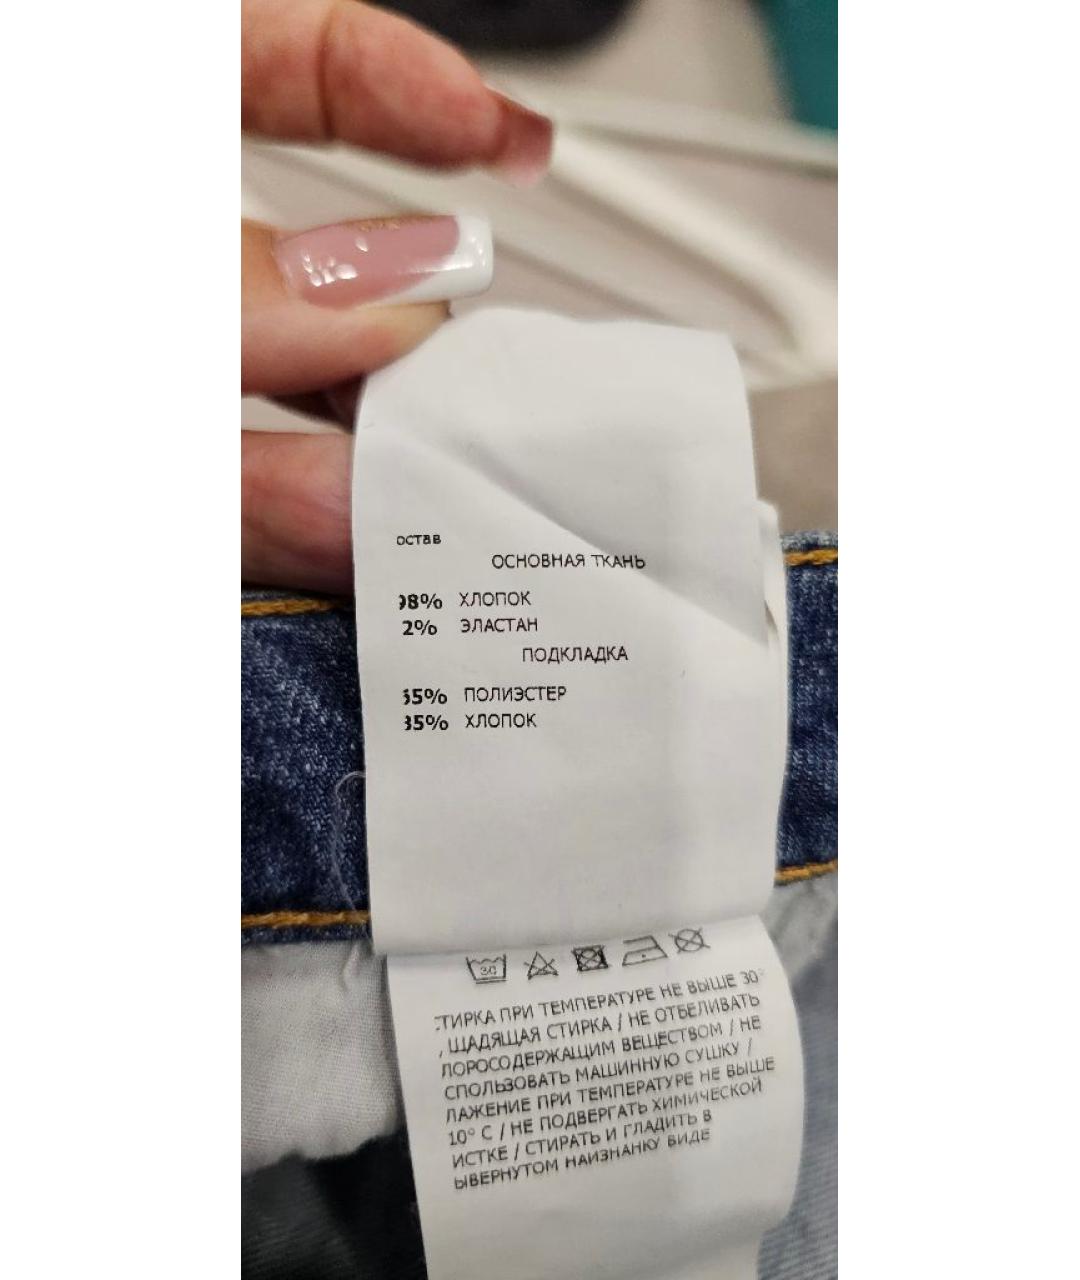 остав
ОСНОВНАЯ ТКАНЬ
98% ХЛОПОК
2% ЭЛАСТАН
ПОДКЛАДКА
65% ПОЛИЭСТЕР
35% ХЛОПОК
30
СТИРКА ПРИ ТЕМПЕРАТУРЕ НЕ ВЫШЕ 30°
, ЩАДЯЩАЯ СТИРКА / НЕ ОТБЕЛИВАТЬ
ЛОРОСОДЕРЖАЩИМ ВЕЩЕСТВОМ / НЕ
СПОЛЬЗОВАТЬ МАШИННУЮ СУШКУ /
ЛАЖЕНИЕ ПРИ ТЕМПЕРАТУРЕ НЕ ВЫШЕ
10° С / НЕ ПОДВЕРГАТЬ ХИМИЧЕСКОЙ
ИСТКЕ / СТИРАТЬ И ГЛАДИТЬ В
ЫВЕРНУТОМ НАИЗНАНКУ ВИДЕ